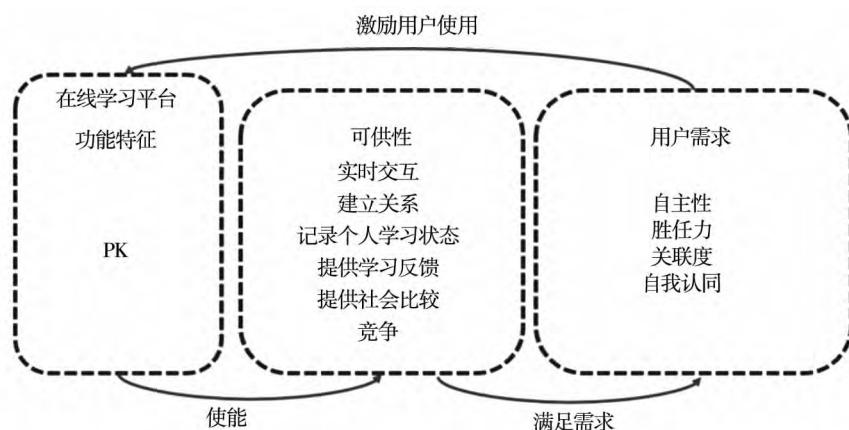 激励用户使用
在线学习平台
功能特征
PK
可供性
实时交互
建立关系
记录个人学习状态
提供学习反馈
提供社会比较
竞争
用户需求
自主性
胜任力
关联度
自我认同
使能
满足需求